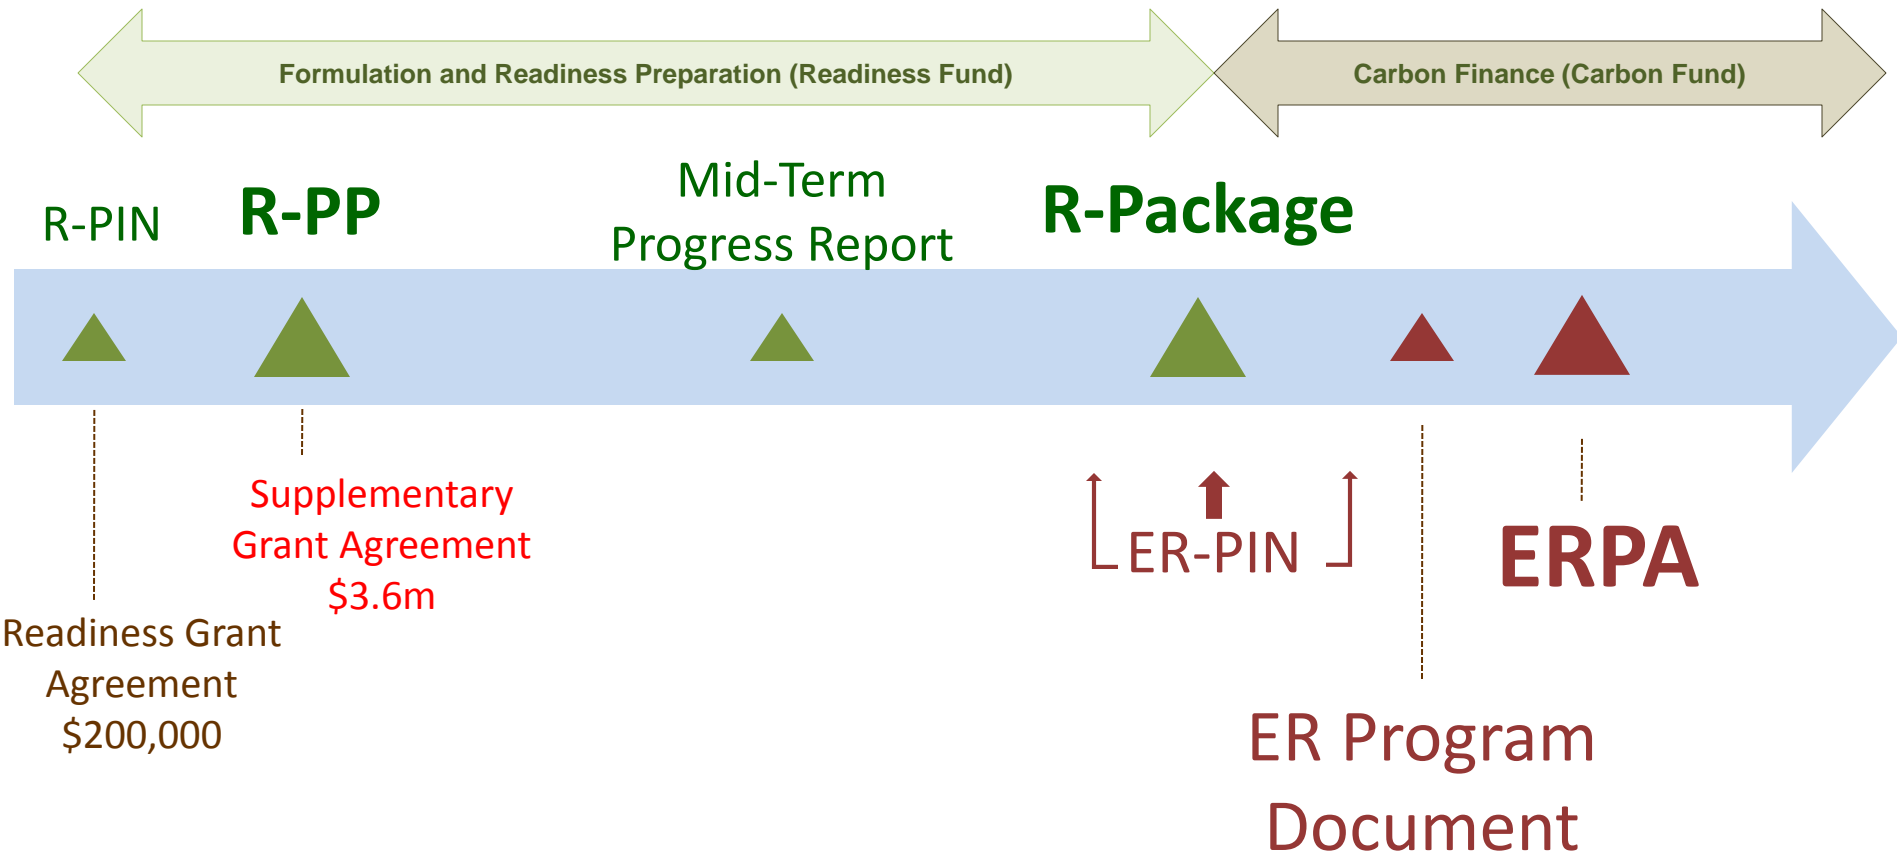 Formulation and Readiness Preparation (Readiness Fund)
Carbon Finance (Carbon Fund)
R-PIN
R-PP
Mid-Term
Progress Report
R-Package
Supplementary
Grant Agreement
$3.6m
Readiness Grant
Agreement
$200,000
ER-PIN
ERPA
ER Program
Document